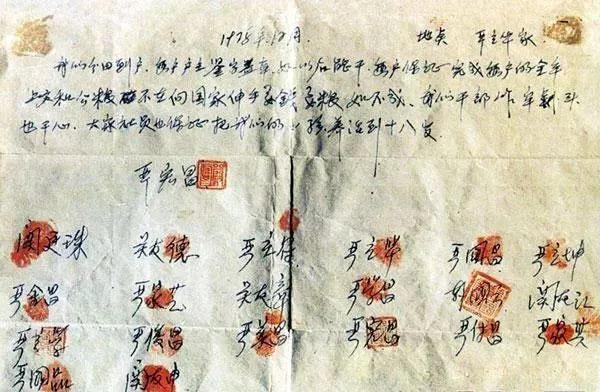 1978年12月 地点 严立华家
我们分田到户,每户户主签字盖章,如以后能干,每户保证完成每户的全年
上交和公粮 不在向国家伸手要钱要粮,如不成,我们干部作牢刹头
也干心,大家社员也保证把我们的小孩养活到十八岁。
严宏昌
关廷珠 关友德 严立付 严立华 严国昌 严立坤
严金昌 严家芝 关友章 严学昌 韩国云 关友江
严立学 严俊昌 严美昌 严宏昌 严付昌 严家其
严国品 关友申